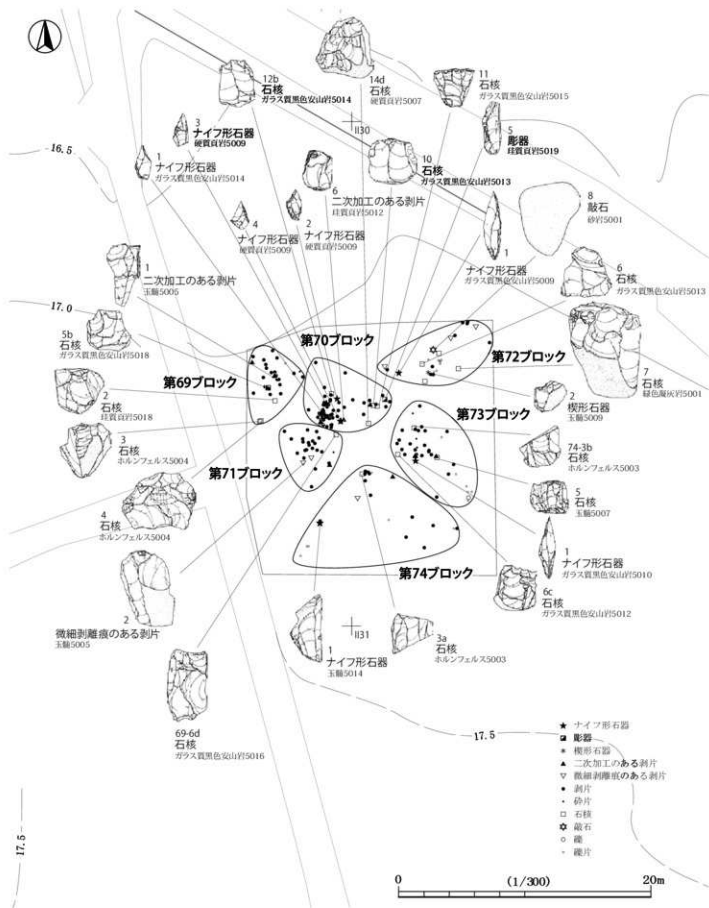 14d
石核
硬質頁岩5007
12b
石核
ガラス質黒色安山岩5014
11
石核
ガラス質黒色安山岩5015
3
ナイフ形石器
硬質頁岩5009
II30
5
彫器
珪質頁岩5019
16.5
1
ナイフ形石器
ガラス質黒色安山岩5014
6
二次加工のある剥片
珪質頁岩5012
10
石核
ガラス質黒色安山岩5013
8
敲石
砂岩5001
4
ナイフ形石器
硬質頁岩5009
2
ナイフ形石器
硬質頁岩5009
1
ナイフ形石器
ガラス質黒色安山岩5009
6
石核
ガラス質黒色安山岩5013
1
二次加工のある剥片
玉髄5005
17.0
5b
石核
ガラス質黒色安山岩5018
第70ブロック
第69ブロック
第72ブロック
7
石核
緑色凝灰岩5001
2
石核
珪質頁岩5018
2
楔形石器
玉髄5009
第73ブロック
3
石核
ホルンフェルス5004
74-3b
石核
ホルンフェルス5003
第71ブロック
4
石核
ホルンフェルス5004
5
石核
玉髄5007
1
ナイフ形石器
ガラス質黒色安山岩5010
第74ブロック
6c
石核
ガラス質黒色安山岩5012
2
微細剥離痕のある剥片
玉髄5005
1
ナイフ形石器
玉髄5014
II31
3a
石核
ホルンフェルス5003
69-6d
石核
ガラス質黒色安山岩5016
17.5
17.5
ナイフ形石器
彫器
楔形石器
二次加工のある剥片
微細剥離痕のある剥片
剥片
砕片
石核
敲石
礫
礫片
0 (1/300) 20m